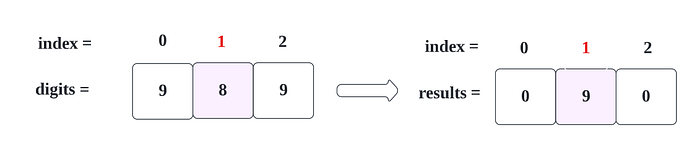 index = 0 1 2
digits = 9 8 9
index = 0 1 2
results = 0 9 0